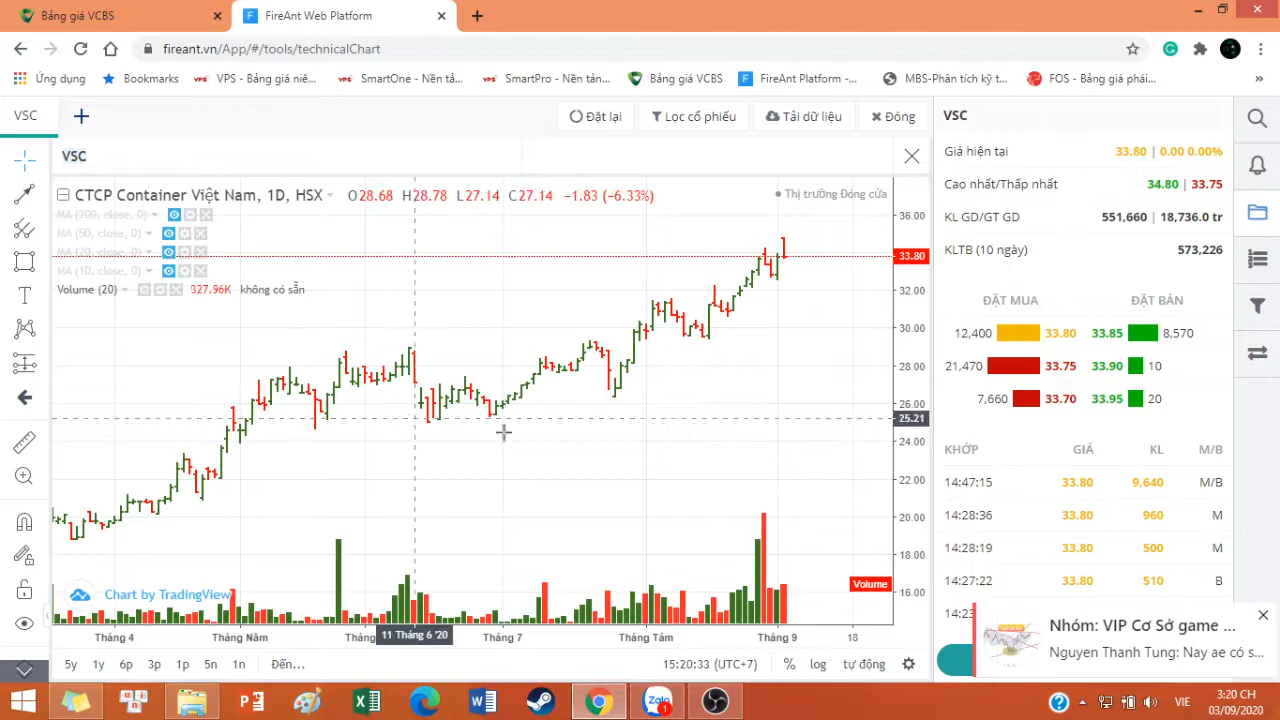 Bảng giá VCBS
FireAnt Web Platform
fireant.vn/App/#/tools/technicalChart
Ứng dụng
Bookmarks
VPS - Bảng giá niê...
SmartOne - Nền tả...
SmartPro - Nền tản...
Bảng giá VCBS
FireAnt Platform -...
MBS-Phân tích kỹ t...
FOS - Bảng giá phái...
»
VSC
Đặt lại
Lọc cổ phiếu
Tải dữ liệu
Đóng
VSC
VSC
CTCP Container Việt Nam, 1D, HSX
O28.68 H28.78 L27.14 C27.14 −1.83 (−6.33%)
Thị trường Đóng cửa
MA (200, close, 0)
MA (50, close, 0)
MA (20, close, 0)
MA (10, close, 0)
Volume (20)
327.96K
không có sẵn
36.00
33.80
32.00
30.00
28.00
26.00
25.21
24.00
22.00
20.00
18.00
16.00
Volume
Chart by TradingView
Tháng 4
Tháng Năm
Tháng
11 Tháng 6 '20
Tháng 7
Tháng Tám
Tháng 9
18
5y 1y 6p 3p 1p 5n 1n Đến...
15:20:33 (UTC+7)
% log tự động
Giá hiện tại
33.80 | 0.00 0.00%
Cao nhất/Thấp nhất
34.80 | 33.75
KL GD/GT GD
551,660 | 18,736.0 tr
KLTB (10 ngày)
573,226
ĐẶT MUA ĐẶT BÁN
12,400 33.80 33.85 8,570
21,470 33.75 33.90 10
7,660 33.70 33.95 20
KHỚP GIÁ KL M/B
14:47:15 33.80 9,640 M/B
14:28:36 33.80 960 M
14:28:19 33.80 500 M
14:27:22 33.80 510 B
Nhóm: VIP Cơ Sở game ...
Nguyen Thanh Tung: Nay ae có s...
VIE
3:20 CH
03/09/2020